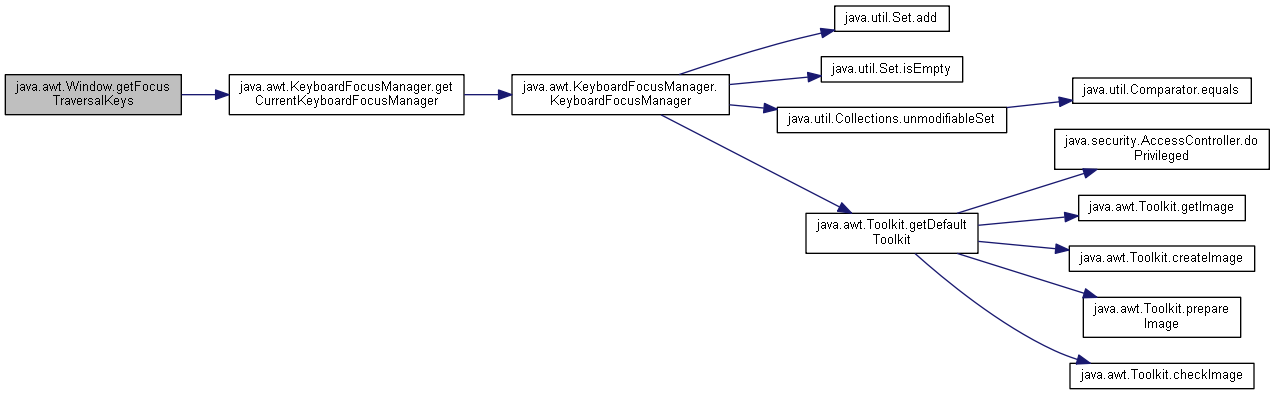 java.awt.Window.getFocus
TraversalKeys
java.awt.KeyboardFocusManager.get
CurrentKeyboardFocusManager
java.awt.KeyboardFocusManager.
KeyboardFocusManager
java.util.Set.add
java.util.Set.isEmpty
java.util.Collections.unmodifiableSet
java.util.Comparator.equals
java.awt.Toolkit.getDefault
Toolkit
java.security.AccessController.do
Privileged
java.awt.Toolkit.getImage
java.awt.Toolkit.createImage
java.awt.Toolkit.prepare
Image
java.awt.Toolkit.checkImage